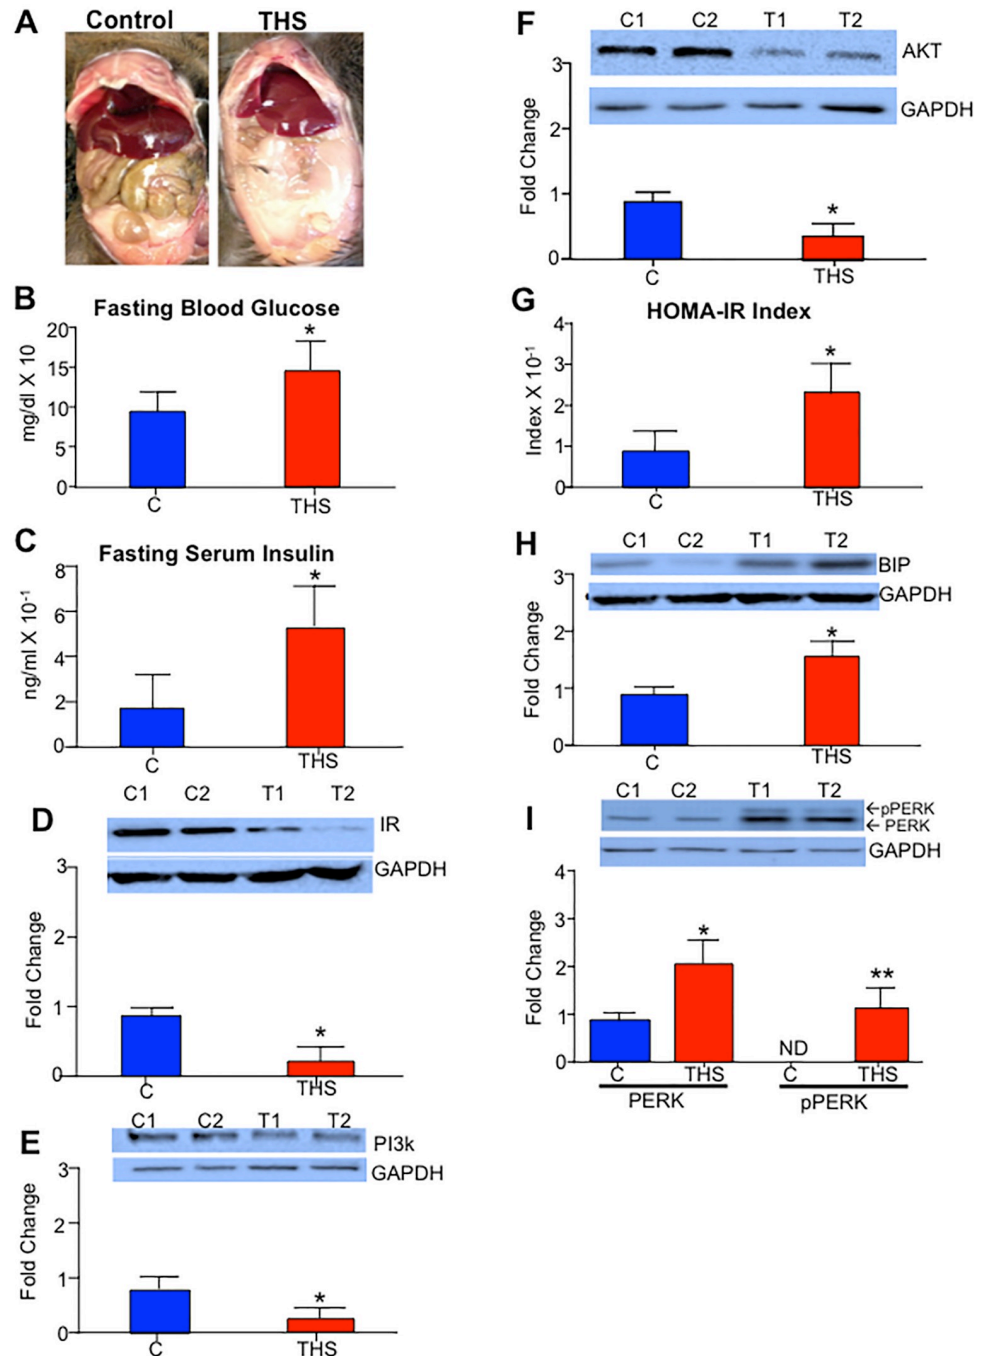 A
Control
THS
B
Fasting Blood Glucose
mg/dl X 10
20
15
10
5
0
*
C
THS
C
Fasting Serum Insulin
ng/ml X 10⁻¹
8
6
4
2
0
*
C
THS
D
C1 C2 T1 T2
IR
GAPDH
Fold Change
3
2
1
0
*
C
THS
E
C1 C2 T1 T2
PI3k
GAPDH
Fold Change
3
2
1
0
*
C
THS
F
C1 C2 T1 T2
AKT
GAPDH
Fold Change
3
2
1
0
*
C
THS
G
HOMA-IR Index
Index X 10⁻¹
4
3
2
1
0
*
C
THS
H
C1 C2 T1 T2
BIP
GAPDH
Fold Change
3
2
1
0
*
C
THS
I
C1 C2 T1 T2
←pPERK
← PERK
GAPDH
Fold Change
4
3
2
1
0
*
ND
**
C THS C THS
PERK pPERK